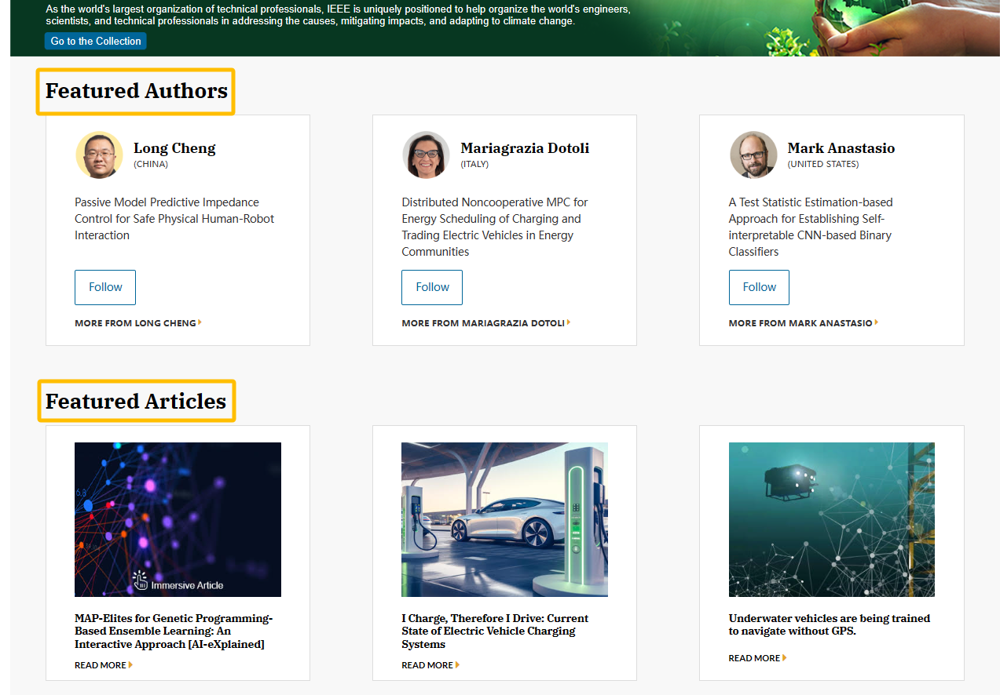 As the world's largest organization of technical professionals, IEEE is uniquely positioned to help organize the world's engineers,
scientists, and technical professionals in addressing the causes, mitigating impacts, and adapting to climate change.
Go to the Collection
Featured Authors
Long Cheng
(CHINA)
Passive Model Predictive Impedance
Control for Safe Physical Human-Robot
Interaction
Follow
MORE FROM LONG CHENG
Mariagrazia Dotoli
(ITALY)
Distributed Noncooperative MPC for
Energy Scheduling of Charging and
Trading Electric Vehicles in Energy
Communities
Follow
MORE FROM MARIAGRAZIA DOTOLI
Mark Anastasio
(UNITED STATES)
A Test Statistic Estimation-based
Approach for Establishing Self-
interpretable CNN-based Binary
Classifiers
Follow
MORE FROM MARK ANASTASIO
Featured Articles
6.8
Immersive Article
MAP-Elites for Genetic Programming-
Based Ensemble Learning: An
Interactive Approach [AI-eXplained]
READ MORE
I Charge, Therefore I Drive: Current
State of Electric Vehicle Charging
Systems
READ MORE
Underwater vehicles are being trained
to navigate without GPS.
READ MORE